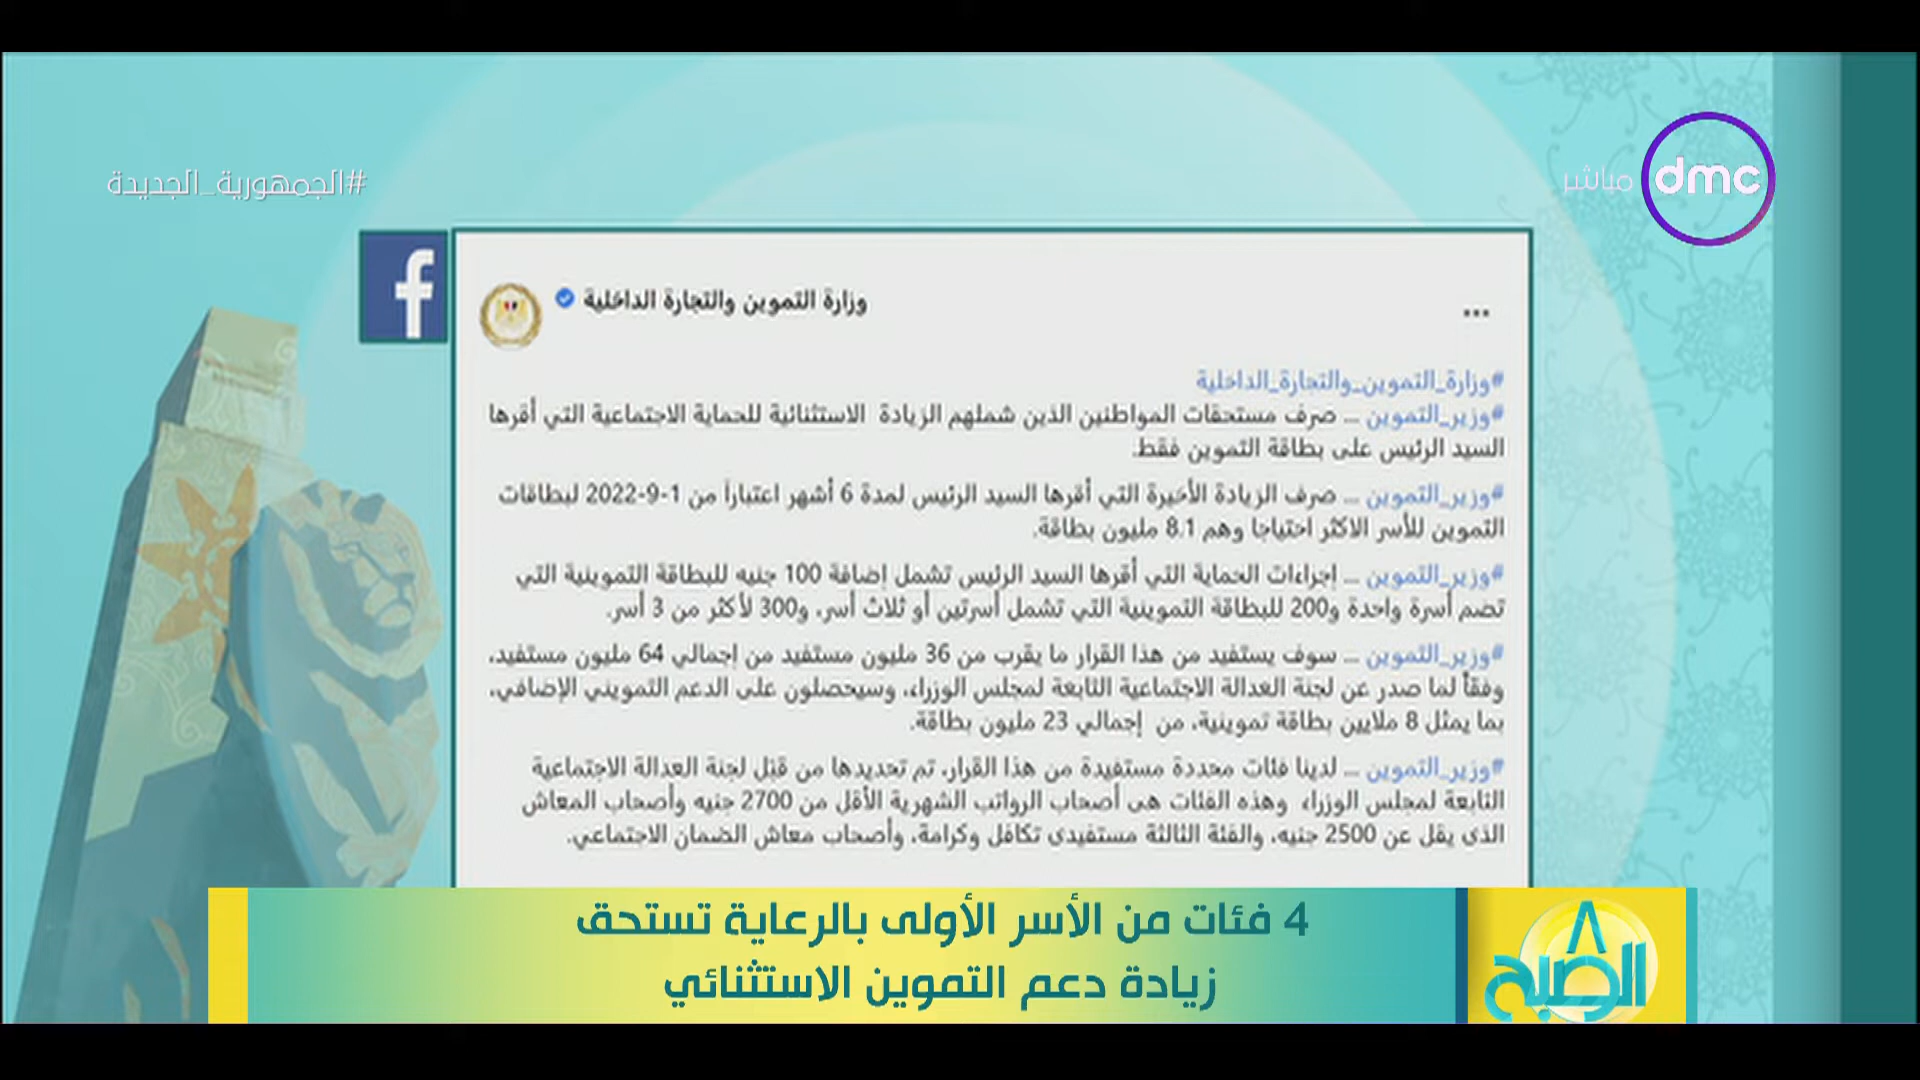 #الجمهورية_الجديدة
مباشر
dmc
f
وزارة التموين والتجارة الداخلية
...
#وزارة_التموين_والتجارة_الداخلية
#وزير_التموين ... صرف مستحقات المواطنين الذين شملهم الزيادة الاستثنائية للحماية الاجتماعية التي أقرها
السيد الرئيس على بطاقة التموين فقط.
#وزير_التموين ... صرف الزيادة الأخيرة التي أقرها السيد الرئيس لمدة 6 أشهر اعتباراً من 1-9-2022 لبطاقات
التموين للأسر الاكثر احتياجا وهم 8.1 مليون بطاقة.
#وزير_التموين ... إجراءات الحماية التي أقرها السيد الرئيس تشمل إضافة 100 جنيه للبطاقة التموينية التي
تضم أسرة واحدة و200 للبطاقة التموينية التي تشمل أسرتين أو ثلاث أسر، و300 لأكثر من 3 أسر.
#وزير_التموين ... سوف يستفيد من هذا القرار ما يقرب من 36 مليون مستفيد من إجمالي 64 مليون مستفيد،
وفقاً لما صدر عن لجنة العدالة الاجتماعية التابعة لمجلس الوزراء، وسيحصلون على الدعم التمويني الإضافي،
بما يمثل 8 ملايين بطاقة تموينية، من إجمالي 23 مليون بطاقة.
#وزير_التموين ... لدينا فئات محددة مستفيدة من هذا القرار، تم تحديدها من قبل لجنة العدالة الاجتماعية
التابعة لمجلس الوزراء وهذه الفئات هى أصحاب الرواتب الشهرية الأقل من 2700 جنيه وأصحاب المعاش
الذى يقل عن 2500 جنيه، والفئة الثالثة مستفيدى تكافل وكرامة، وأصحاب معاش الضمان الاجتماعي.
4 فئات من الأسر الأولى بالرعاية تستحق
زيادة دعم التموين الاستثنائي
٨
الصبح